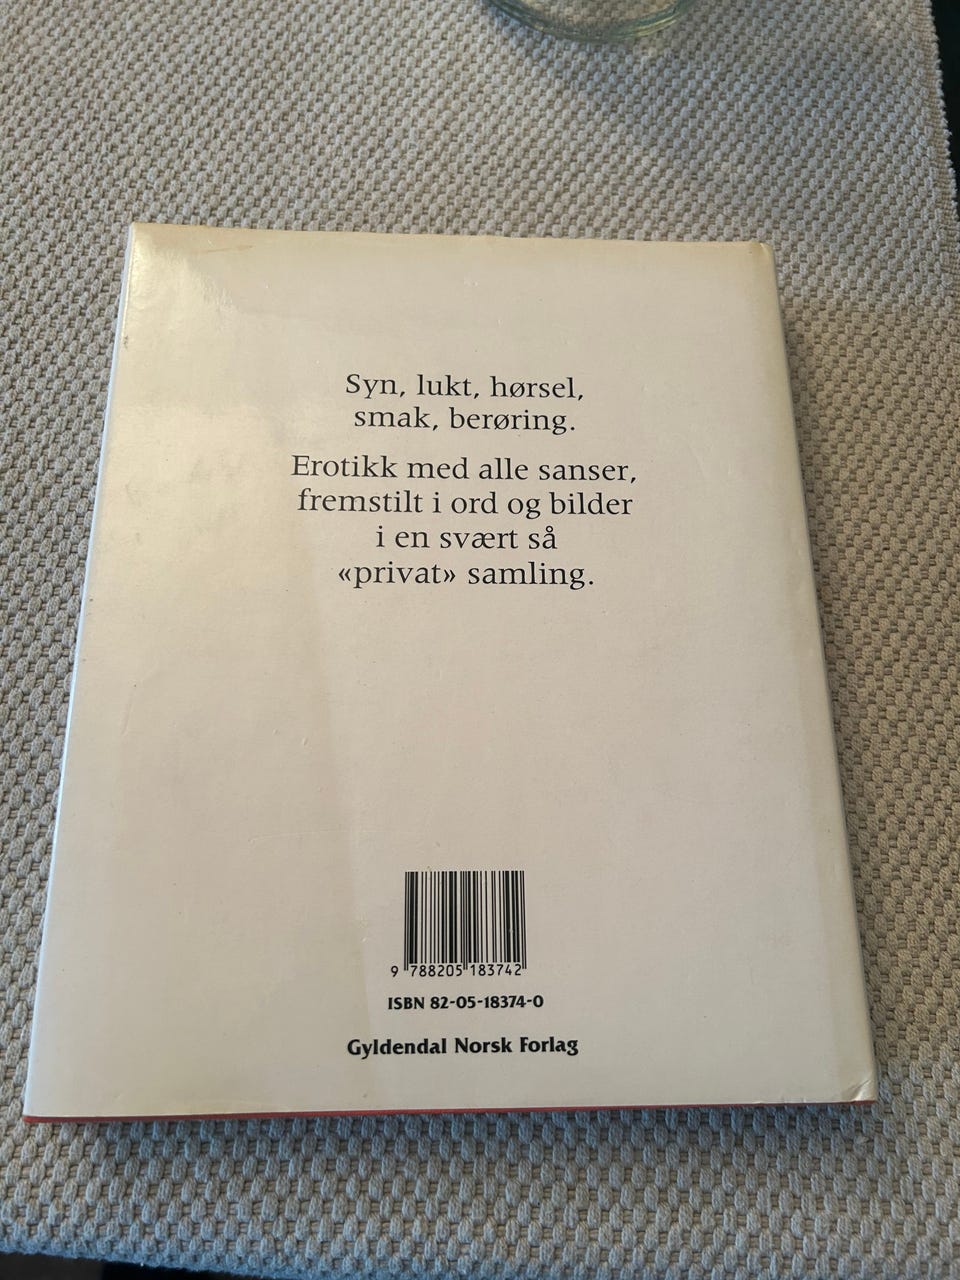 Syn, lukt, hørsel,
smak, berøring.
Erotikk med alle sanser,
fremstilt i ord og bilder
i en svært så
«privat» samling.
9 788205 183742
ISBN 82-05-18374-0
Gyldendal Norsk Forlag